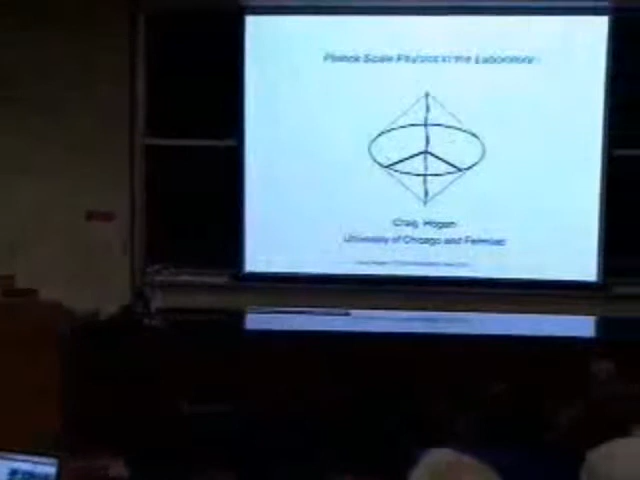 Planck Scale Physics in the Laboratory
Craig Hogan
University of Chicago and Fermilab